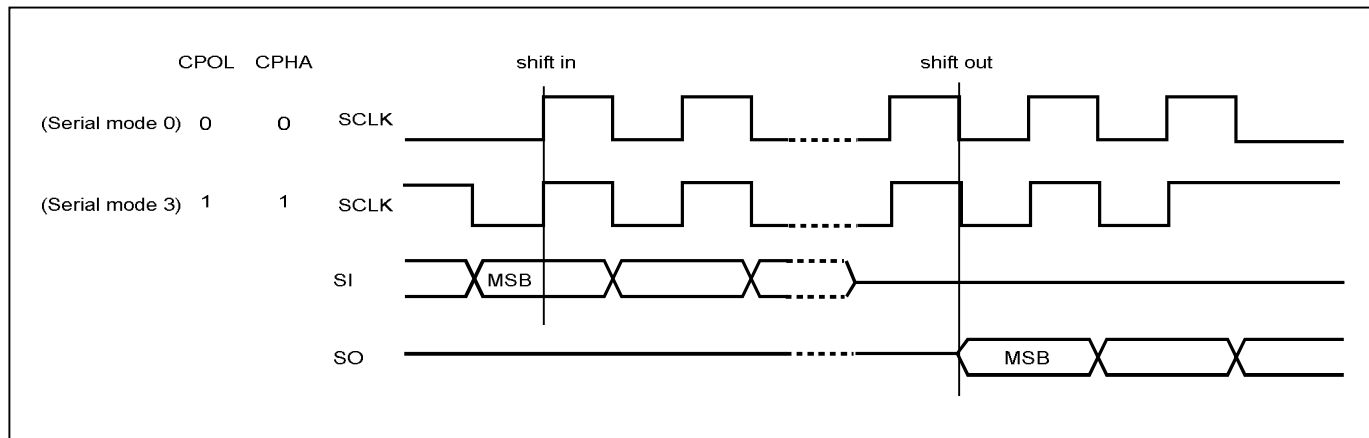 CPOL CPHA shift in shift out
(Serial mode 0) 0 0 SCLK
(Serial mode 3) 1 1 SCLK
SI MSB
SO MSB